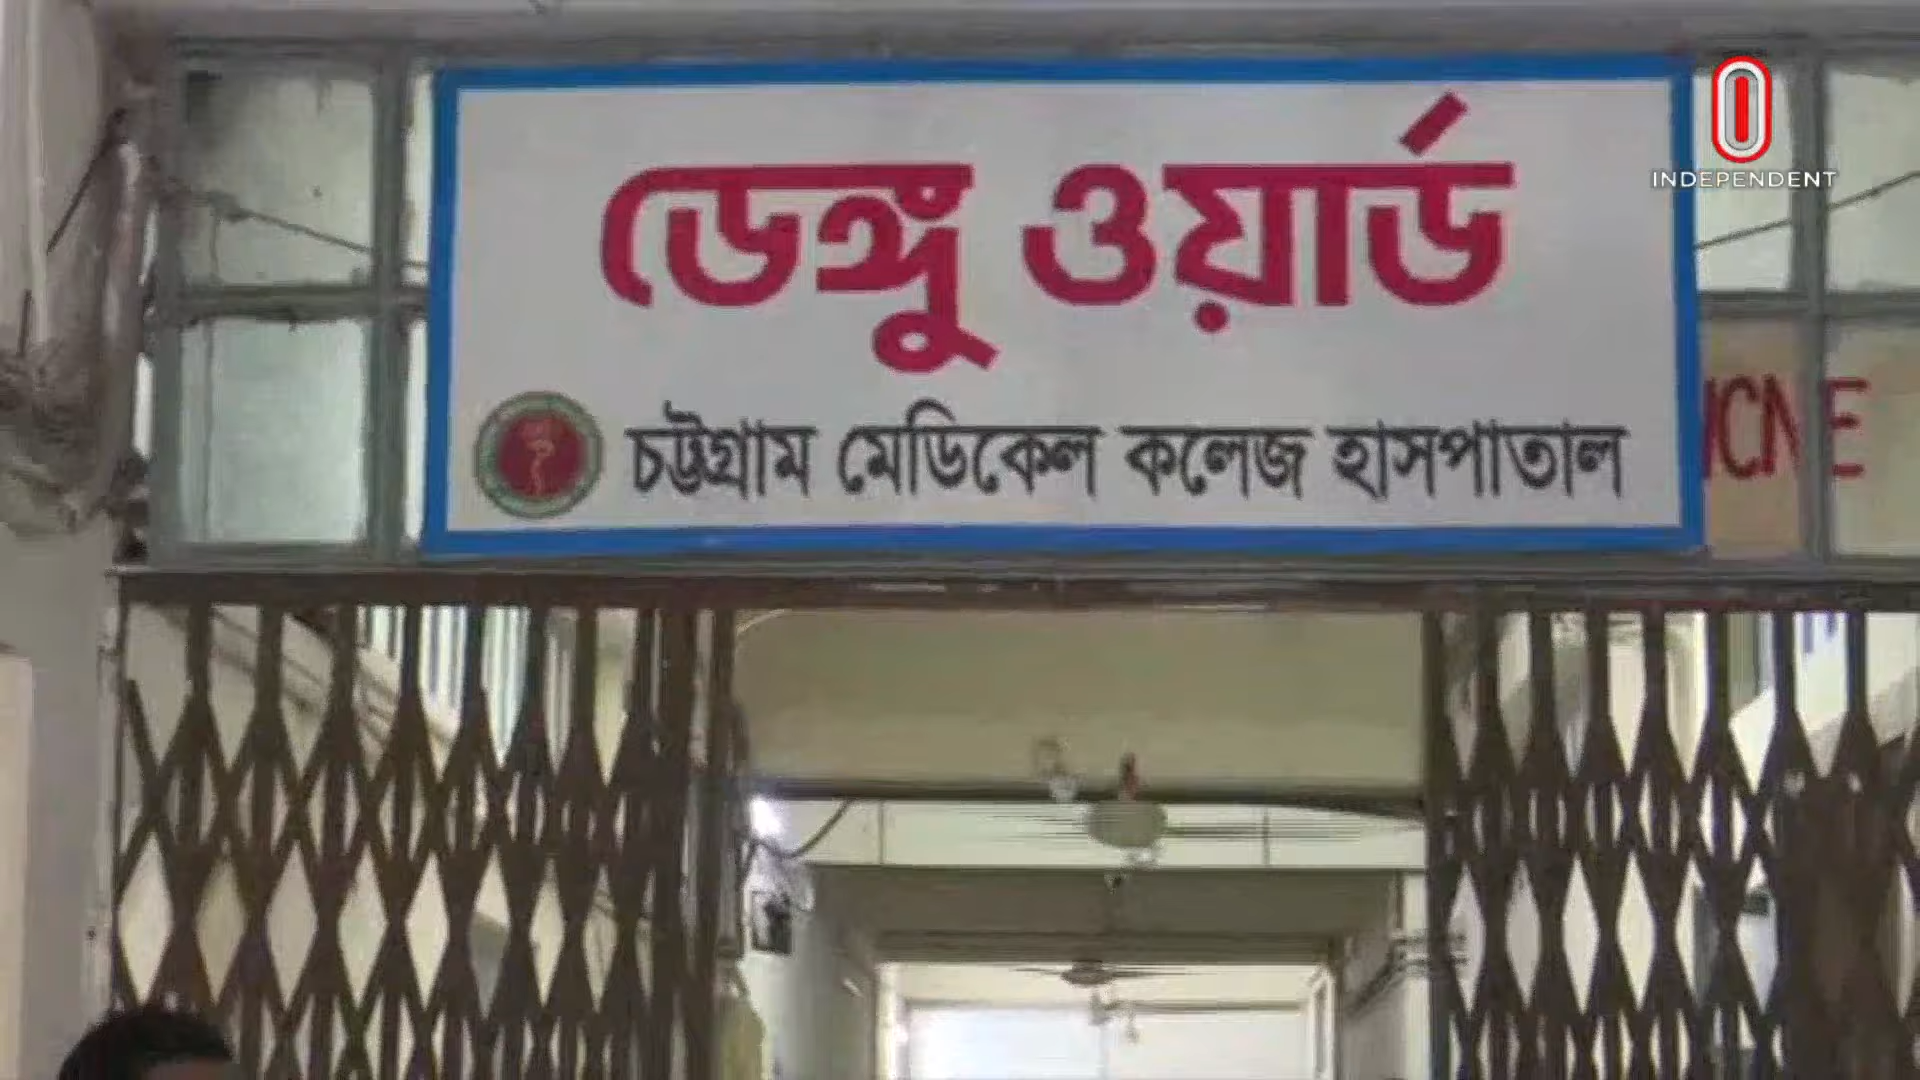 ডেঙ্গু ওয়ার্ড
চট্টগ্রাম মেডিকেল কলেজ হাসপাতাল
INDEPENDENT